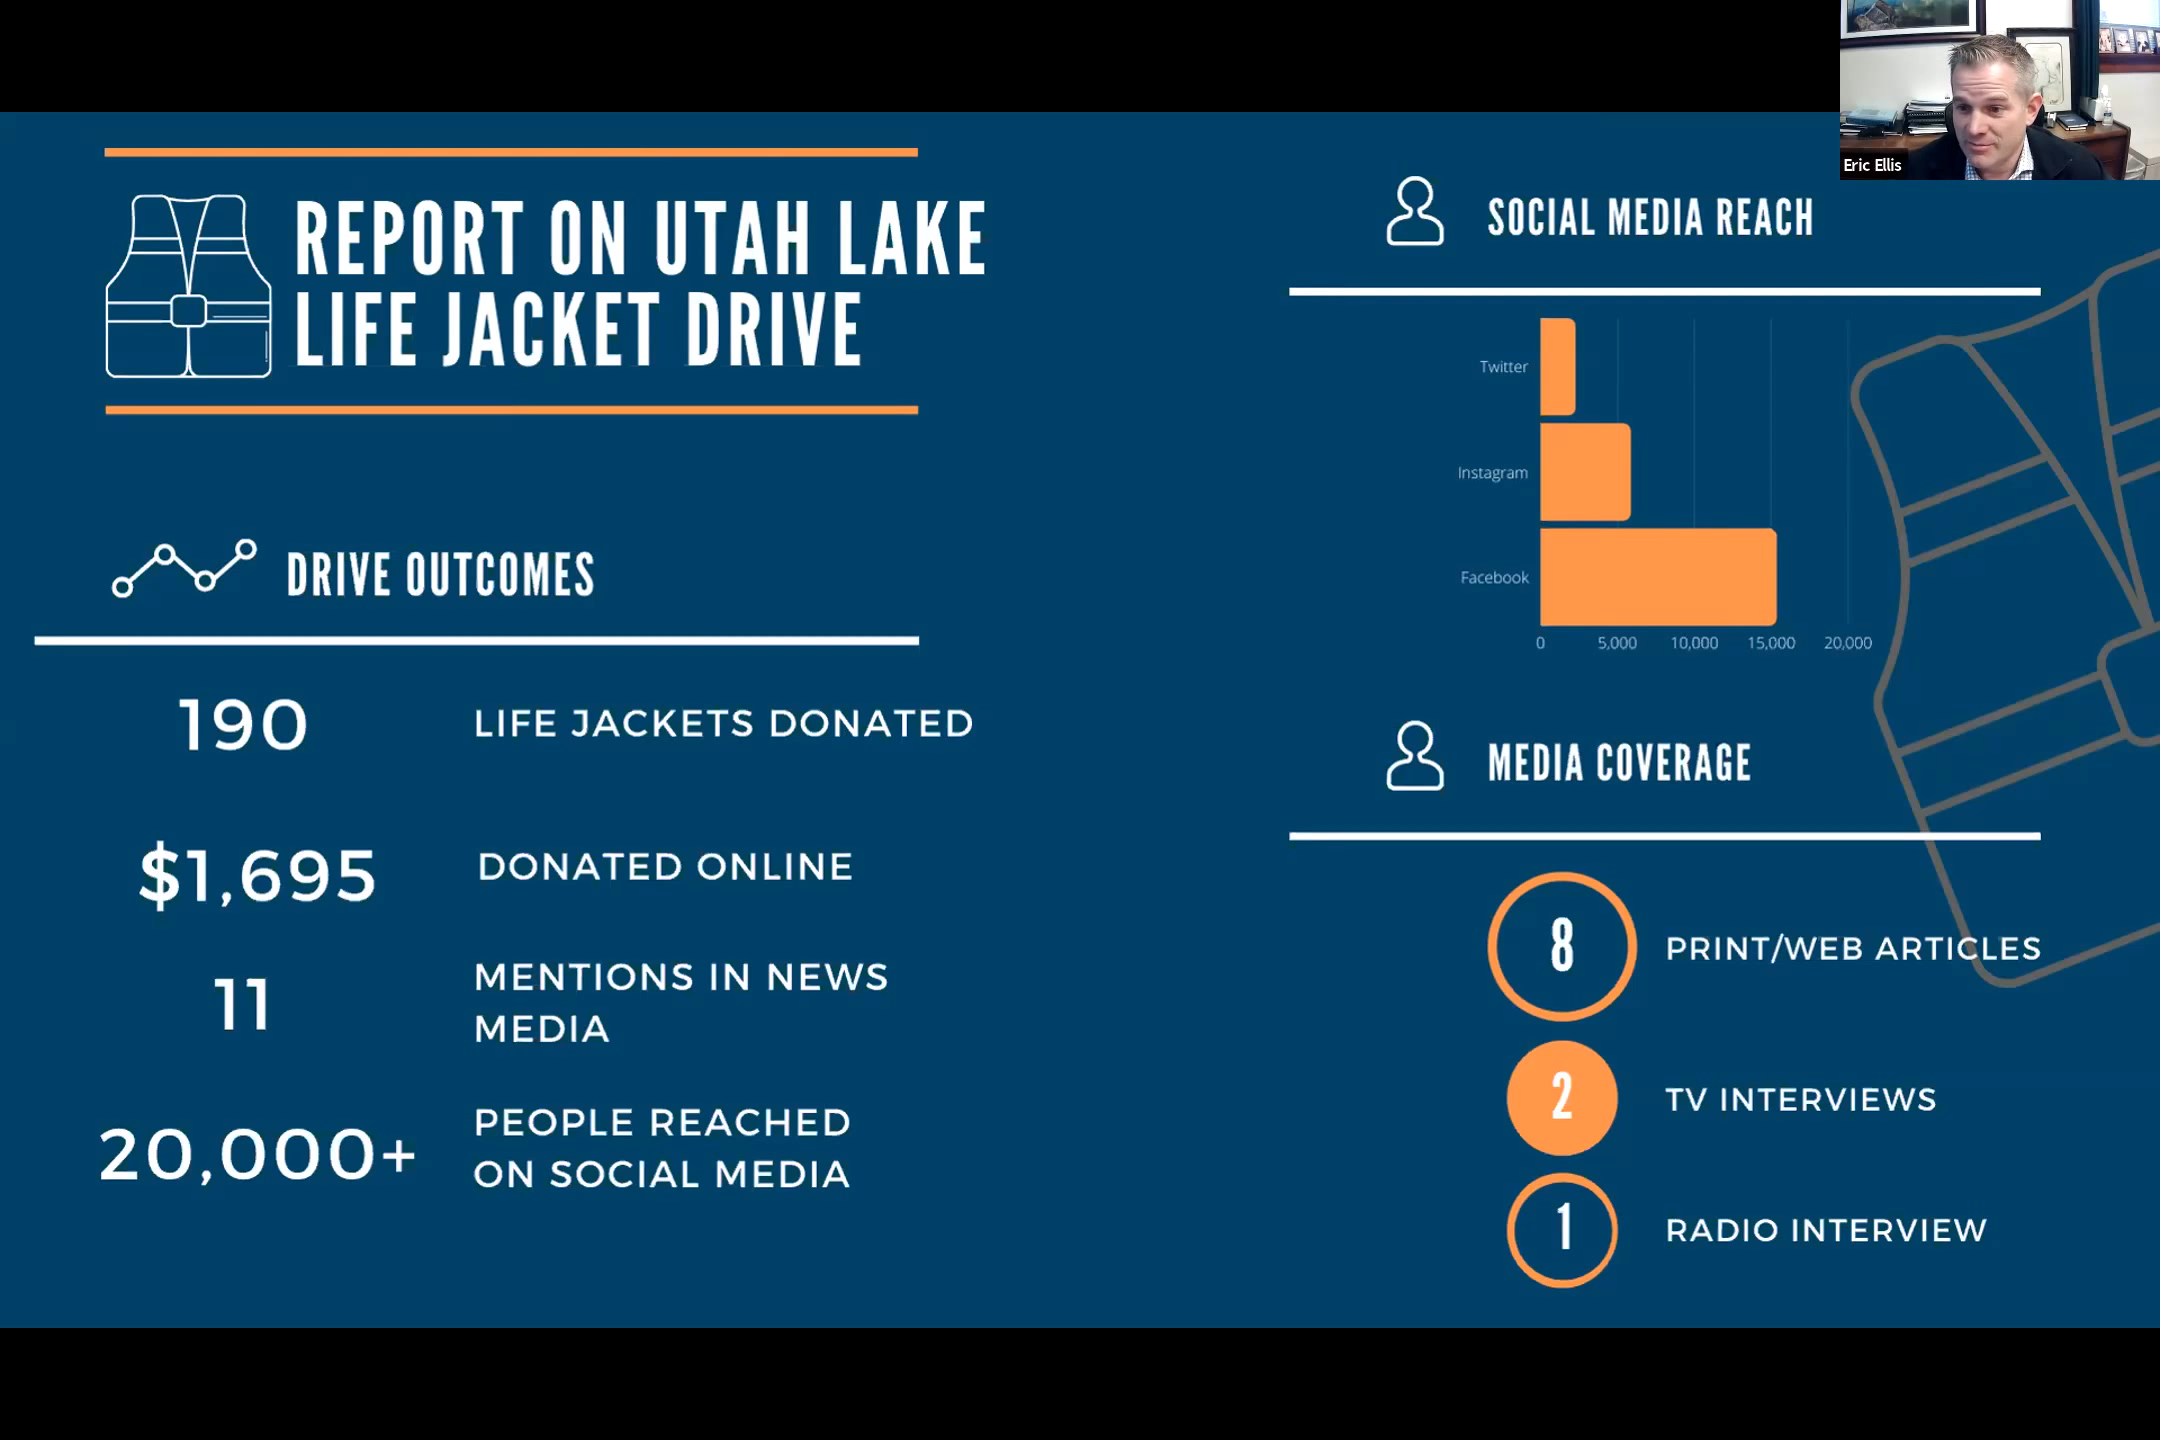 Eric Ellis
REPORT ON UTAH LAKE
LIFE JACKET DRIVE
DRIVE OUTCOMES
190
LIFE JACKETS DONATED
$1,695
DONATED ONLINE
11
MENTIONS IN NEWS
MEDIA
20,000+
PEOPLE REACHED
ON SOCIAL MEDIA
SOCIAL MEDIA REACH
Twitter
Instagram
Facebook
0 5,000 10,000 15,000 20,000
MEDIA COVERAGE
8
PRINT/WEB ARTICLES
2
TV INTERVIEWS
1
RADIO INTERVIEW